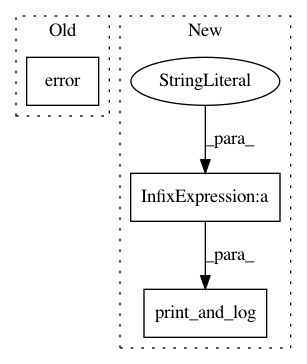 Old
New
error
StringLiteral
_para_
InfixExpression:a
_para_
print_and_log